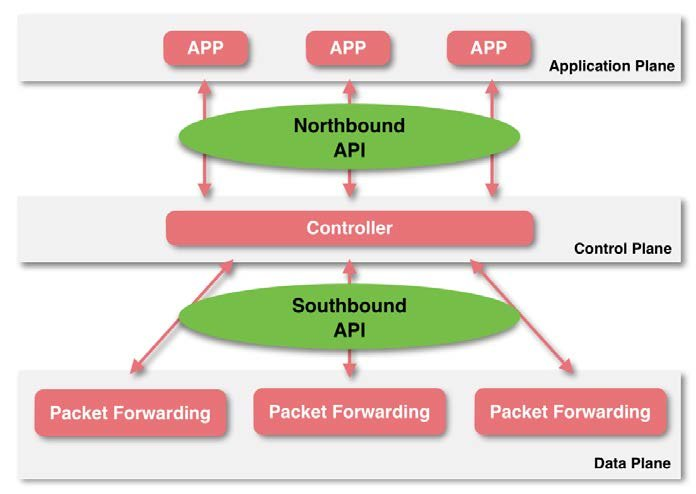 APP APP APP
Application Plane
Northbound
API
Controller
Control Plane
Southbound
API
Packet Forwarding Packet Forwarding Packet Forwarding
Data Plane